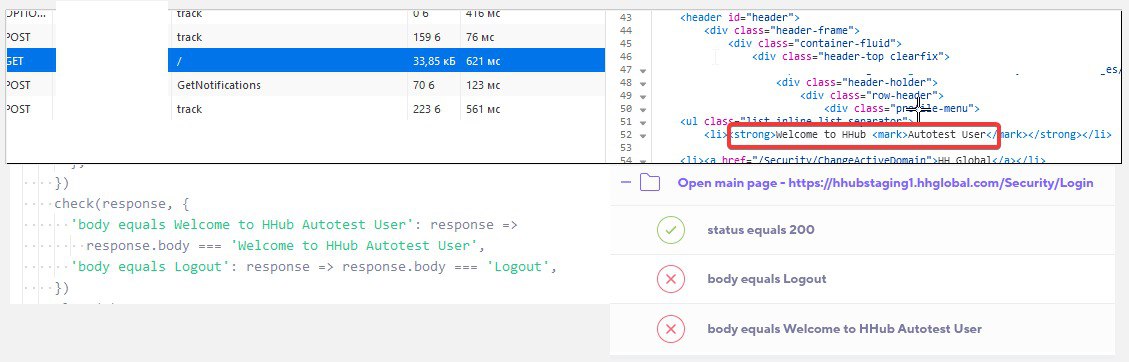 ОPTIO... track 0 б 416 мс
POST track 159 б 76 мс
GET / 33,85 кБ 621 мс
POST GetNotifications 70 б 123 мс
POST track 223 б 561 мс
43 <header id="header">
44 <div class="header-frame">
45 <div class="container-fluid">
46 <div class="header-top clearfix">
47 _es/
48 <div class="header-holder">
49 <div class="row-header">
50 <div class="profile-menu">
51 <ul class="list-inline list-separator">
52 <li><strong>Welcome to HHub <mark>Autotest User</mark></strong></li>
53
54 <li><a href="/Security/ChangeActiveDomain">HH Global</a></li>
})
check(response, {
'body equals Welcome to HHub Autotest User': response =>
response.body === 'Welcome to HHub Autotest User',
'body equals Logout': response => response.body === 'Logout',
})
Open main page - https://hhubstaging1.hhglobal.com/Security/Login
status equals 200
body equals Logout
body equals Welcome to HHub Autotest User